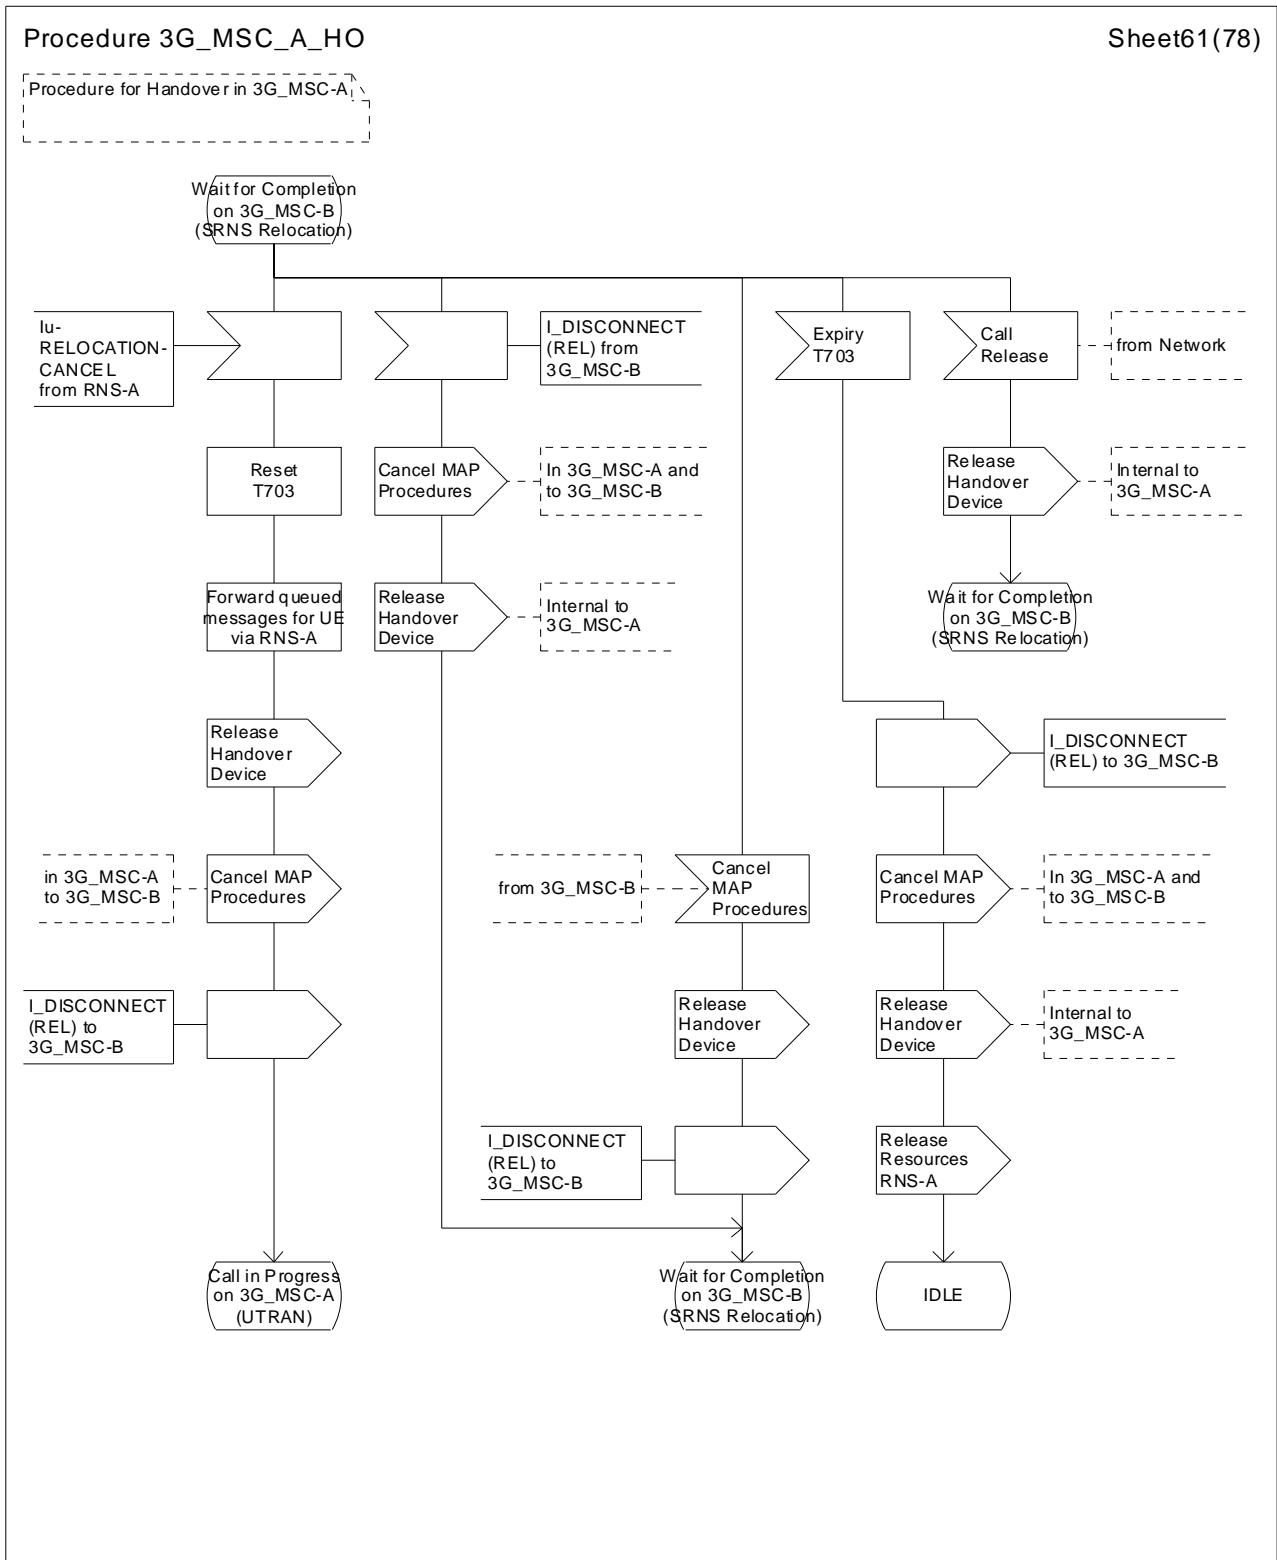 Procedure 3G_MSC_A_HO
Sheet61(78)
Procedure for Handover in 3G_MSC-A
Wait for Completion
on 3G_MSC-B
(SRNS Relocation)
Iu-
RELOCATION-
CANCEL
from RNS-A
I_DISCONNECT
(REL) from
3G_MSC-B
Expiry
T703
Call
Release
from Network
Reset
T703
Cancel MAP
Procedures
In 3G_MSC-A and
to 3G_MSC-B
Release
Handover
Device
Internal to
3G_MSC-A
Forward queued
messages for UE
via RNS-A
Release
Handover
Device
Internal to
3G_MSC-A
Wait for Completion
on 3G_MSC-B
(SRNS Relocation)
Release
Handover
Device
I_DISCONNECT
(REL) to 3G_MSC-B
in 3G_MSC-A
to 3G_MSC-B
Cancel MAP
Procedures
from 3G_MSC-B
Cancel
MAP
Procedures
Cancel MAP
Procedures
In 3G_MSC-A and
to 3G_MSC-B
I_DISCONNECT
(REL) to
3G_MSC-B
Release
Handover
Device
Release
Handover
Device
Internal to
3G_MSC-A
I_DISCONNECT
(REL) to
3G_MSC-B
Release
Resources
RNS-A
Call in Progress
on 3G_MSC-A
(UTRAN)
Wait for Completion
on 3G_MSC-B
(SRNS Relocation)
IDLE